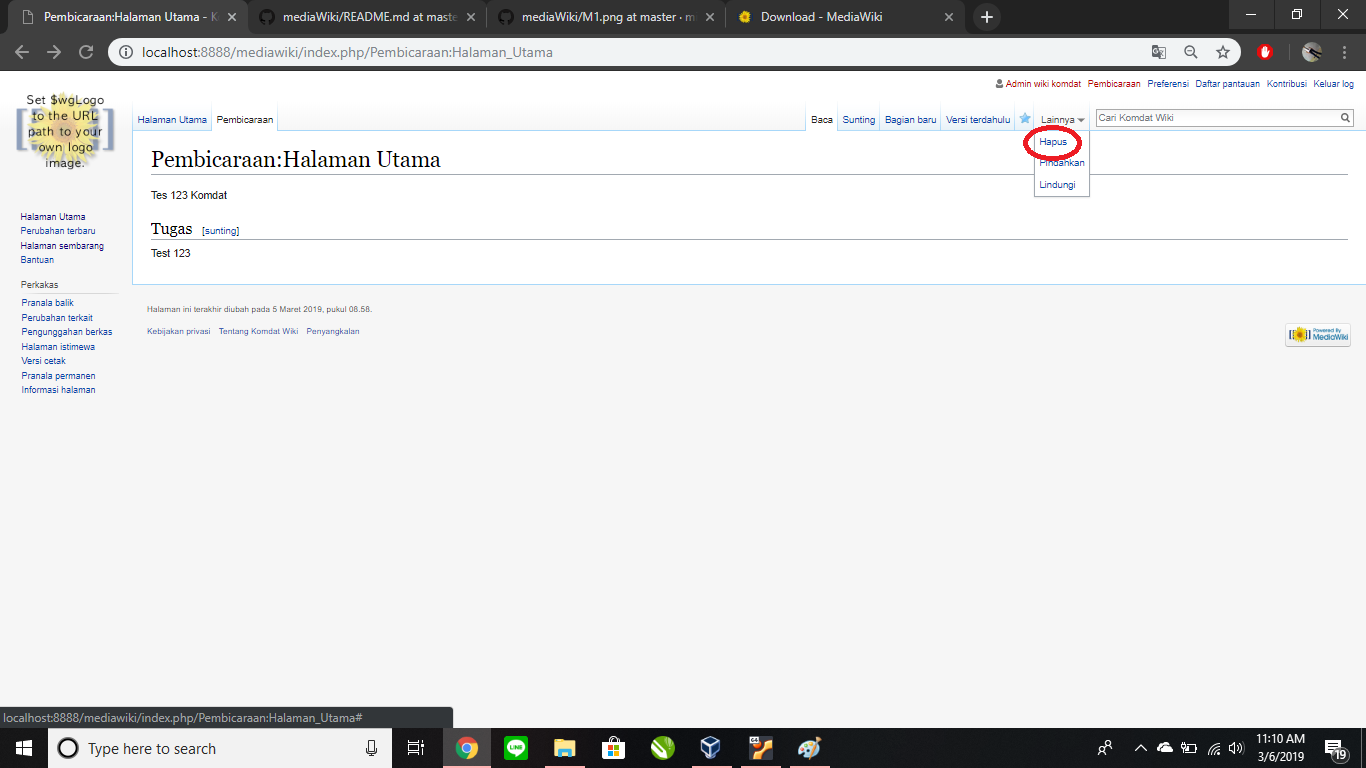 Pembicaraan:Halaman Utama - K
mediaWiki/README.md at maste
mediaWiki/M1.png at master · m
Download - MediaWiki
localhost:8888/mediawiki/index.php/Pembicaraan:Halaman_Utama
Admin wiki komdat Pembicaraan Preferensi Daftar pantauan Kontribusi Keluar log
Set $wgLogo
to the URL
path to your
own logo
image.
Halaman Utama Pembicaraan
Baca Sunting Bagian baru Versi terdahulu Lainnya
Cari Komdat Wiki
Hapus
Pindahkan
Lindungi
Pembicaraan:Halaman Utama
Tes 123 Komdat
Tugas [sunting]
Test 123
Halaman Utama
Perubahan terbaru
Halaman sembarang
Bantuan
Perkakas
Pranala balik
Perubahan terkait
Pengunggahan berkas
Halaman istimewa
Versi cetak
Pranala permanen
Informasi halaman
Halaman ini terakhir diubah pada 5 Maret 2019, pukul 08.58.
Kebijakan privasi Tentang Komdat Wiki Penyangkalan
Powered By
MediaWiki
localhost:8888/mediawiki/index.php/Pembicaraan:Halaman_Utama#
Type here to search
LINE
64
11:10 AM
3/6/2019
19